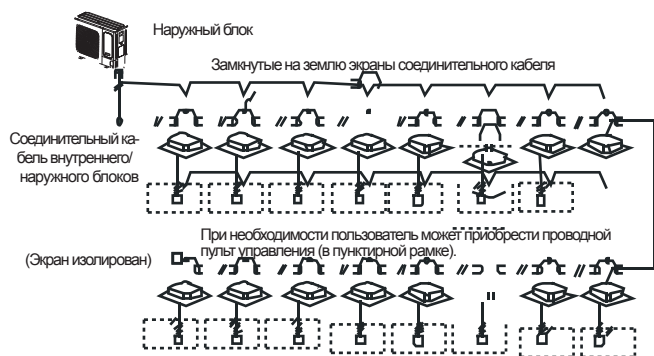 Наружный блок
Замкнутые на землю экраны соединительного кабеля
Соединительный ка-
бель внутреннего/
наружного блоков
При необходимости пользователь может приобрести проводной
пульт управления (в пунктирной рамке).
(Экран изолирован)